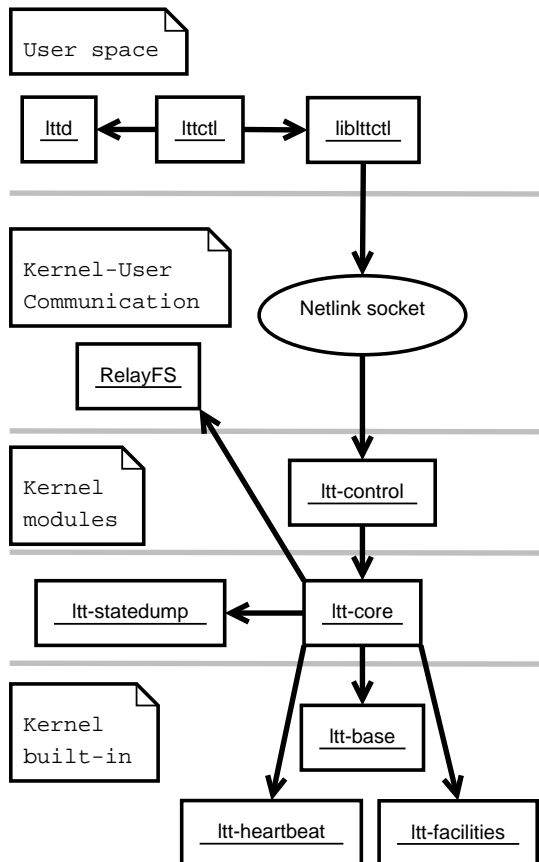 User space
lttd
lttctl
liblttctl
Kernel-User
Communication
Netlink socket
RelayFS
Kernel
modules
ltt-control
ltt-statedump
ltt-core
Kernel
built-in
ltt-base
ltt-heartbeat
ltt-facilities